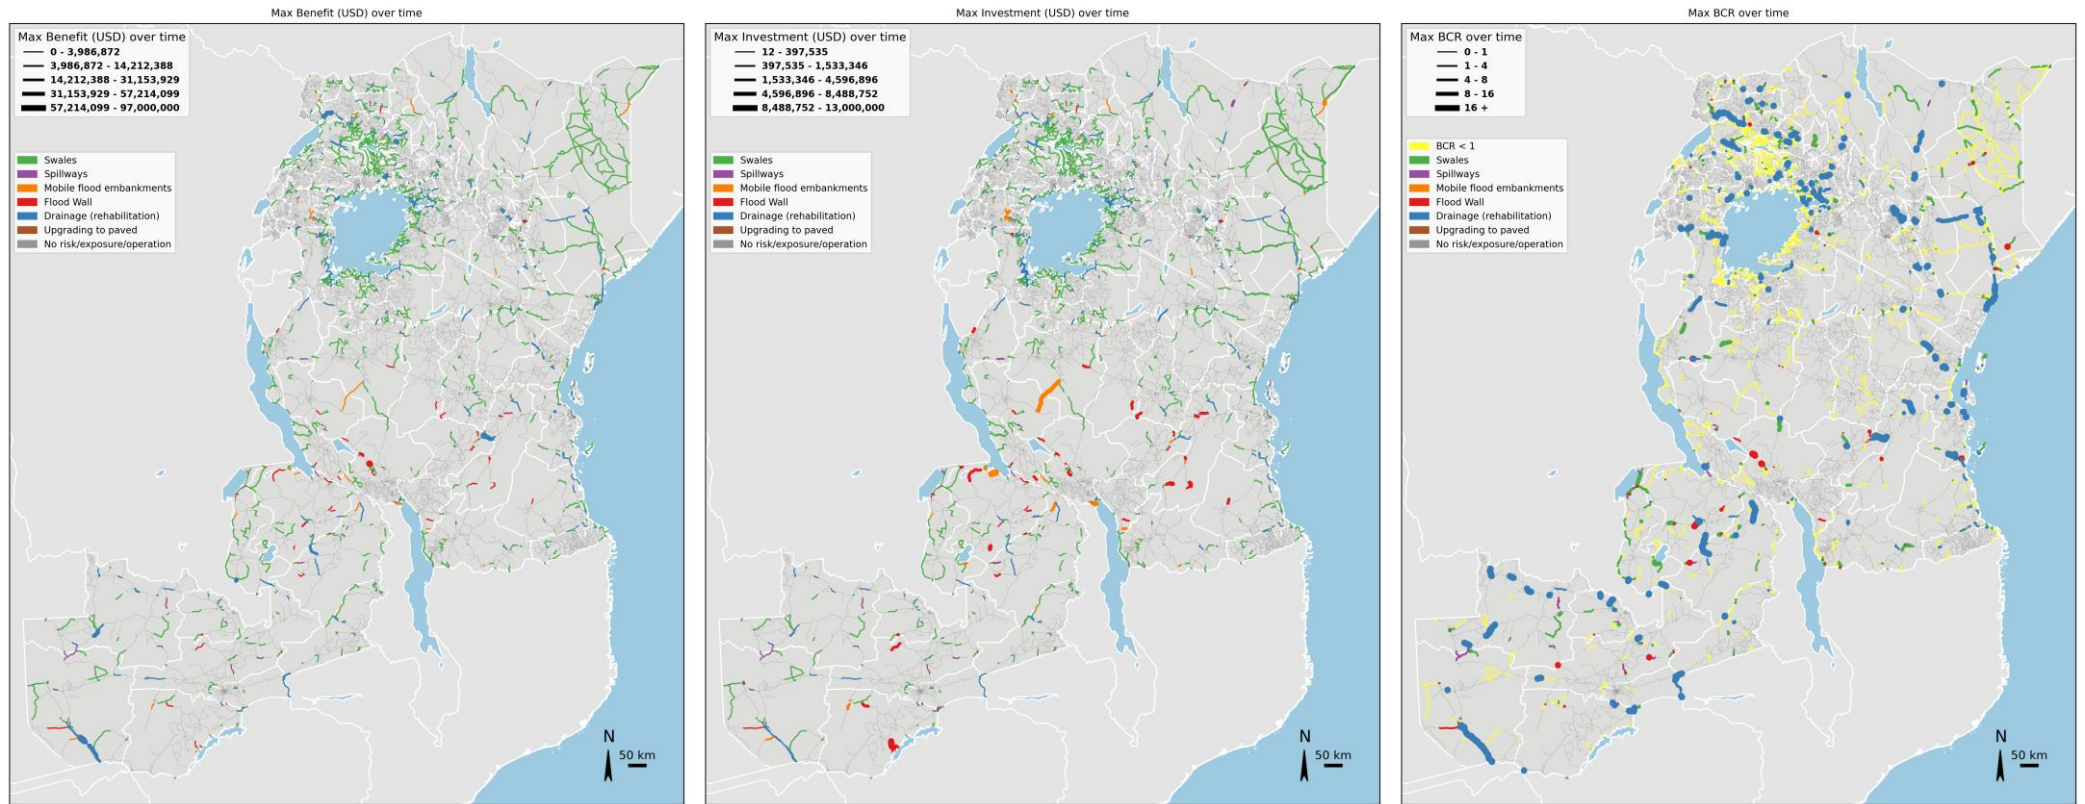 Max Benefit (USD) over time
Max Benefit (USD) over time
0 - 3,986,872
3,986,872 - 14,212,388
14,212,388 - 31,153,929
31,153,929 - 57,214,099
57,214,099 - 97,000,000
Swales
Spillways
Mobile flood embankments
Flood Wall
Drainage (rehabilitation)
Upgrading to paved
No risk/exposure/operation
N
50 km
Max Investment (USD) over time
Max Investment (USD) over time
12 - 397,535
397,535 - 1,533,346
1,533,346 - 4,596,896
4,596,896 - 8,488,752
8,488,752 - 13,000,000
Swales
Spillways
Mobile flood embankments
Flood Wall
Drainage (rehabilitation)
Upgrading to paved
No risk/exposure/operation
N
50 km
Max BCR over time
Max BCR over time
0 - 1
1 - 4
4 - 8
8 - 16
16 +
BCR < 1
Swales
Spillways
Mobile flood embankments
Flood Wall
Drainage (rehabilitation)
Upgrading to paved
No risk/exposure/operation
N
50 km